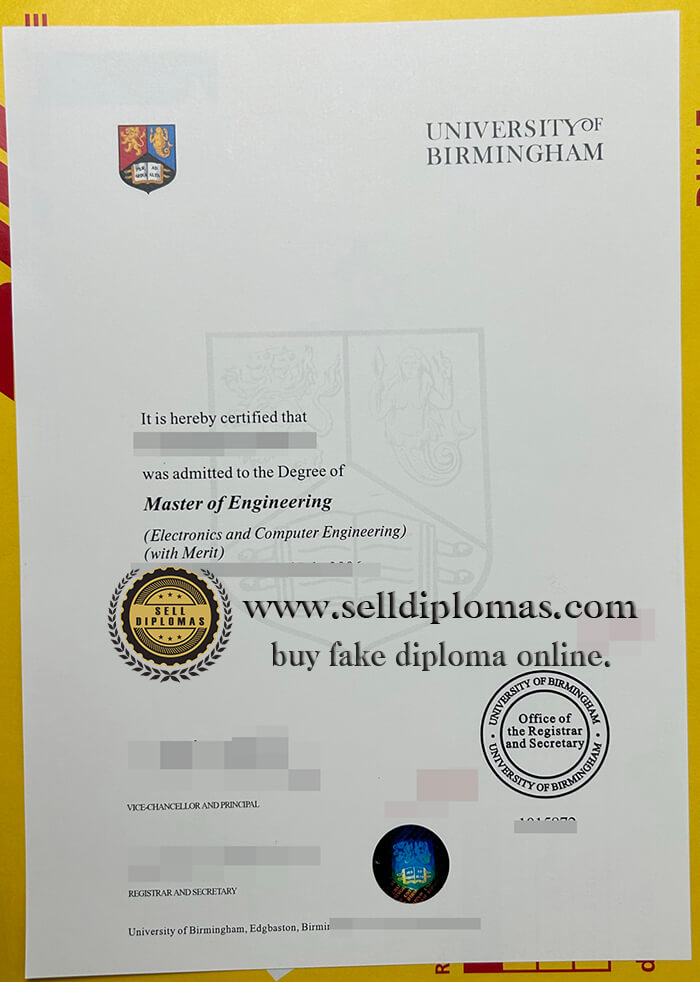 UNIVERSITY OF
BIRMINGHAM
It is hereby certified that
was admitted to the Degree of
Master of Engineering
(Electronics and Computer Engineering)
(with Merit)
SELL
DIPLOMAS
www.selldiplomas.com
buy fake diploma online.
UNIVERSITY OF BIRMINGHAM
Office of
the Registrar
and Secretary
UNIVERSITY OF BIRMINGHAM
VICE-CHANCELLOR AND PRINCIPAL
REGISTRAR AND SECRETARY
University of Birmingham, Edgbaston,